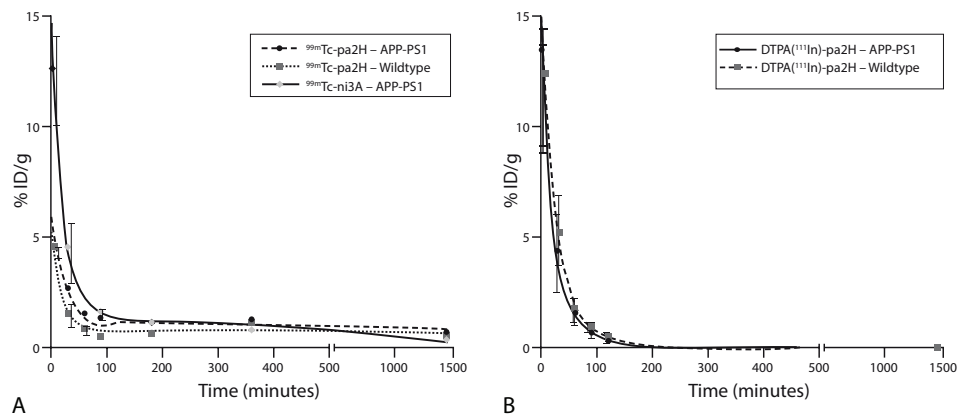 15
10
5
0
% ID/g
⁹⁹ᵐTc-pa2H – APP-PS1
⁹⁹ᵐTc-pa2H – Wildtype
⁹⁹ᵐTc-ni3A – APP-PS1
0 100 200 300 400 500 1000 1500
Time (minutes)
A
15
10
5
0
% ID/g
DTPA(¹¹¹In)-pa2H – APP-PS1
DTPA(¹¹¹In)-pa2H – Wildtype
0 100 200 300 400 500 1000 1500
Time (minutes)
B